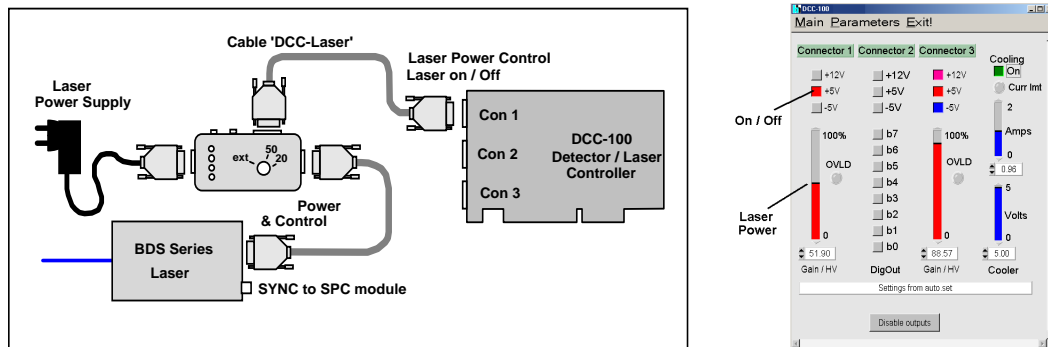 Cable 'DCC-Laser'
Laser Power Control
Laser on / Off
Laser
Power Supply
Con 1
Con 2
Con 3
DCC-100
Detector / Laser
Controller
ext
50
20
Power
& Control
BDS Series
Laser
SYNC to SPC module
DCC-100
Main Parameters Exit!
Connector 1 Connector 2 Connector 3
Cooling
On
Curr lmt
+12V +12V +12V
+5V +5V +5V
-5V -5V -5V
On / Off
2
Amps
0
0.96
100% b7 100%
b6
OVLD b5 OVLD
b4
b3
b2
b1
0 b0 0
5
Volts
0
Laser
Power
51.90 88.57 5.00
Gain / HV DigOut Gain / HV Cooler
Settings from auto.set
Disable outputs